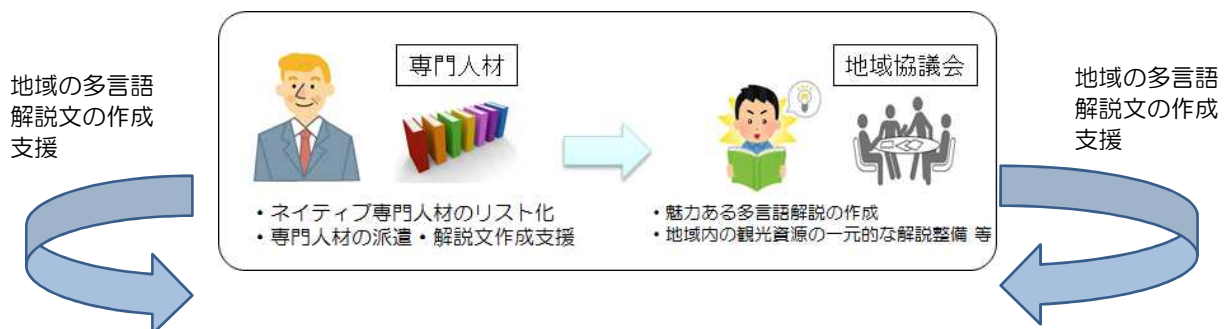 地域の多言語
解説文の作成
支援
専門人材
・ネイティブ専門人材のリスト化
・専門人材の派遣・解説文作成支援
地域協議会
・魅力ある多言語解説の作成
・地域内の観光資源の一元的な解説整備 等
地域の多言語
解説文の作成
支援